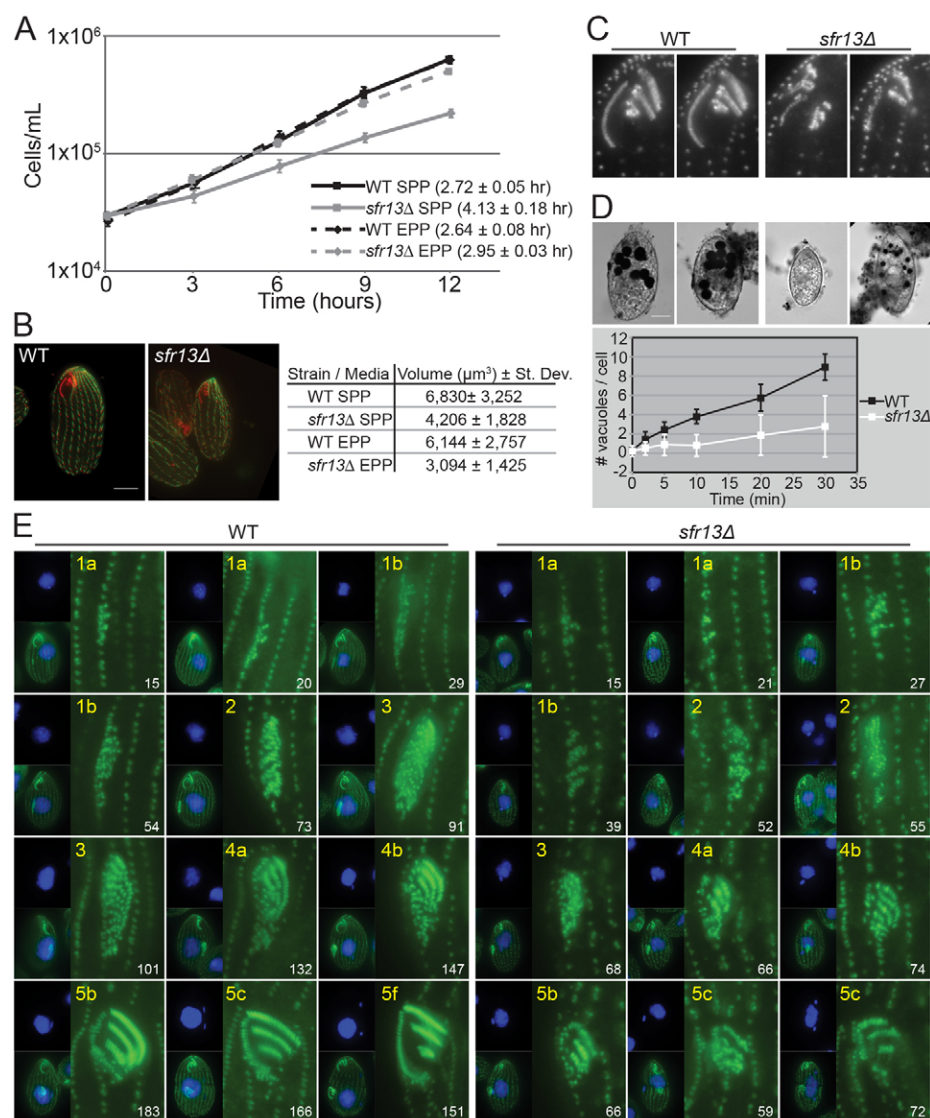 A
1x10⁶
1x10⁵
1x10⁴
Cells/mL
0 3 6 9 12
Time (hours)
WT SPP (2.72 ± 0.05 hr)
sfr13Δ SPP (4.13 ± 0.18 hr)
WT EPP (2.64 ± 0.08 hr)
sfr13Δ EPP (2.95 ± 0.03 hr)
B
WT
sfr13Δ
Strain / Media Volume (µm³) ± St. Dev.
WT SPP 6,830± 3,252
sfr13Δ SPP 4,206 ± 1,828
WT EPP 6,144 ± 2,757
sfr13Δ EPP 3,094 ± 1,425
C
WT sfr13Δ
D
# vacuoles / cell
12
10
8
6
4
2
0
-2
0 5 10 15 20 25 30 35
Time (min)
WT
sfr13Δ
E
WT sfr13Δ
1a 1a 1b 1a 1a 1b
15 20 29 15 21 27
1b 2 3 1b 2 2
54 73 91 39 52 55
3 4a 4b 3 4a 4b
101 132 147 68 66 74
5b 5c 5f 5b 5c 5c
183 166 151 66 59 72